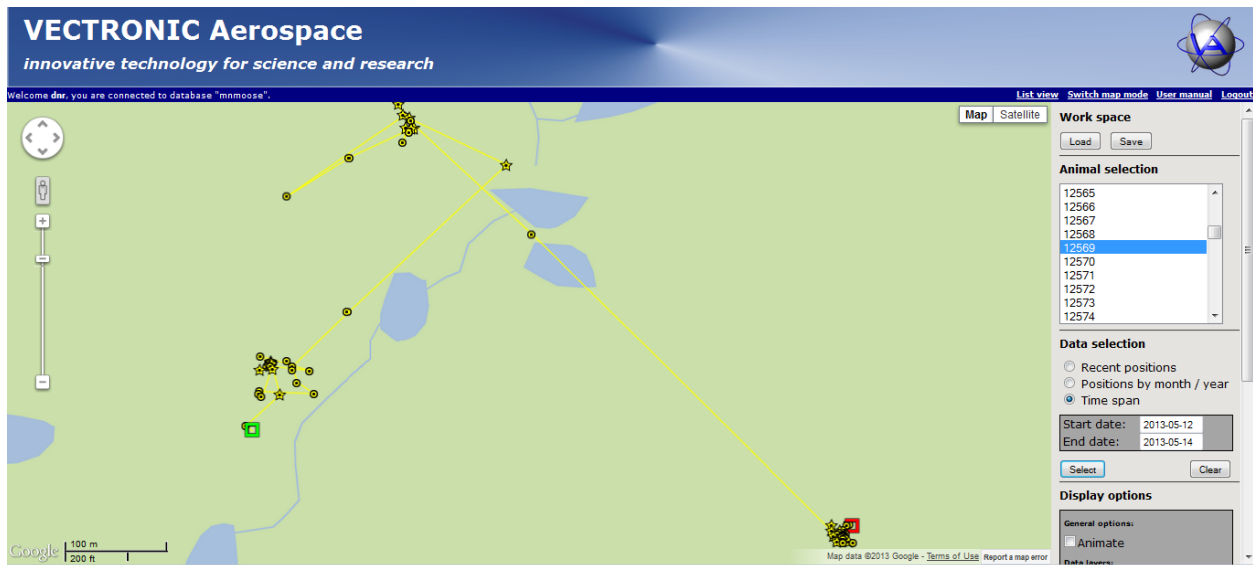 VECTRONIC Aerospace
innovative technology for science and research
VA
Welcome dnr, you are connected to database "mnmoose".
List view Switch map mode User manual Logout
Map Satellite
Work space
Load Save
Animal selection
12565
12566
12567
12568
12569
12570
12571
12572
12573
12574
Data selection
Recent positions
Positions by month / year
Time span
Start date: 2013-05-12
End date: 2013-05-14
Select Clear
Display options
General options:
Animate
Data layers:
Google
100 m
200 ft
Map data ©2013 Google - Terms of Use Report a map error